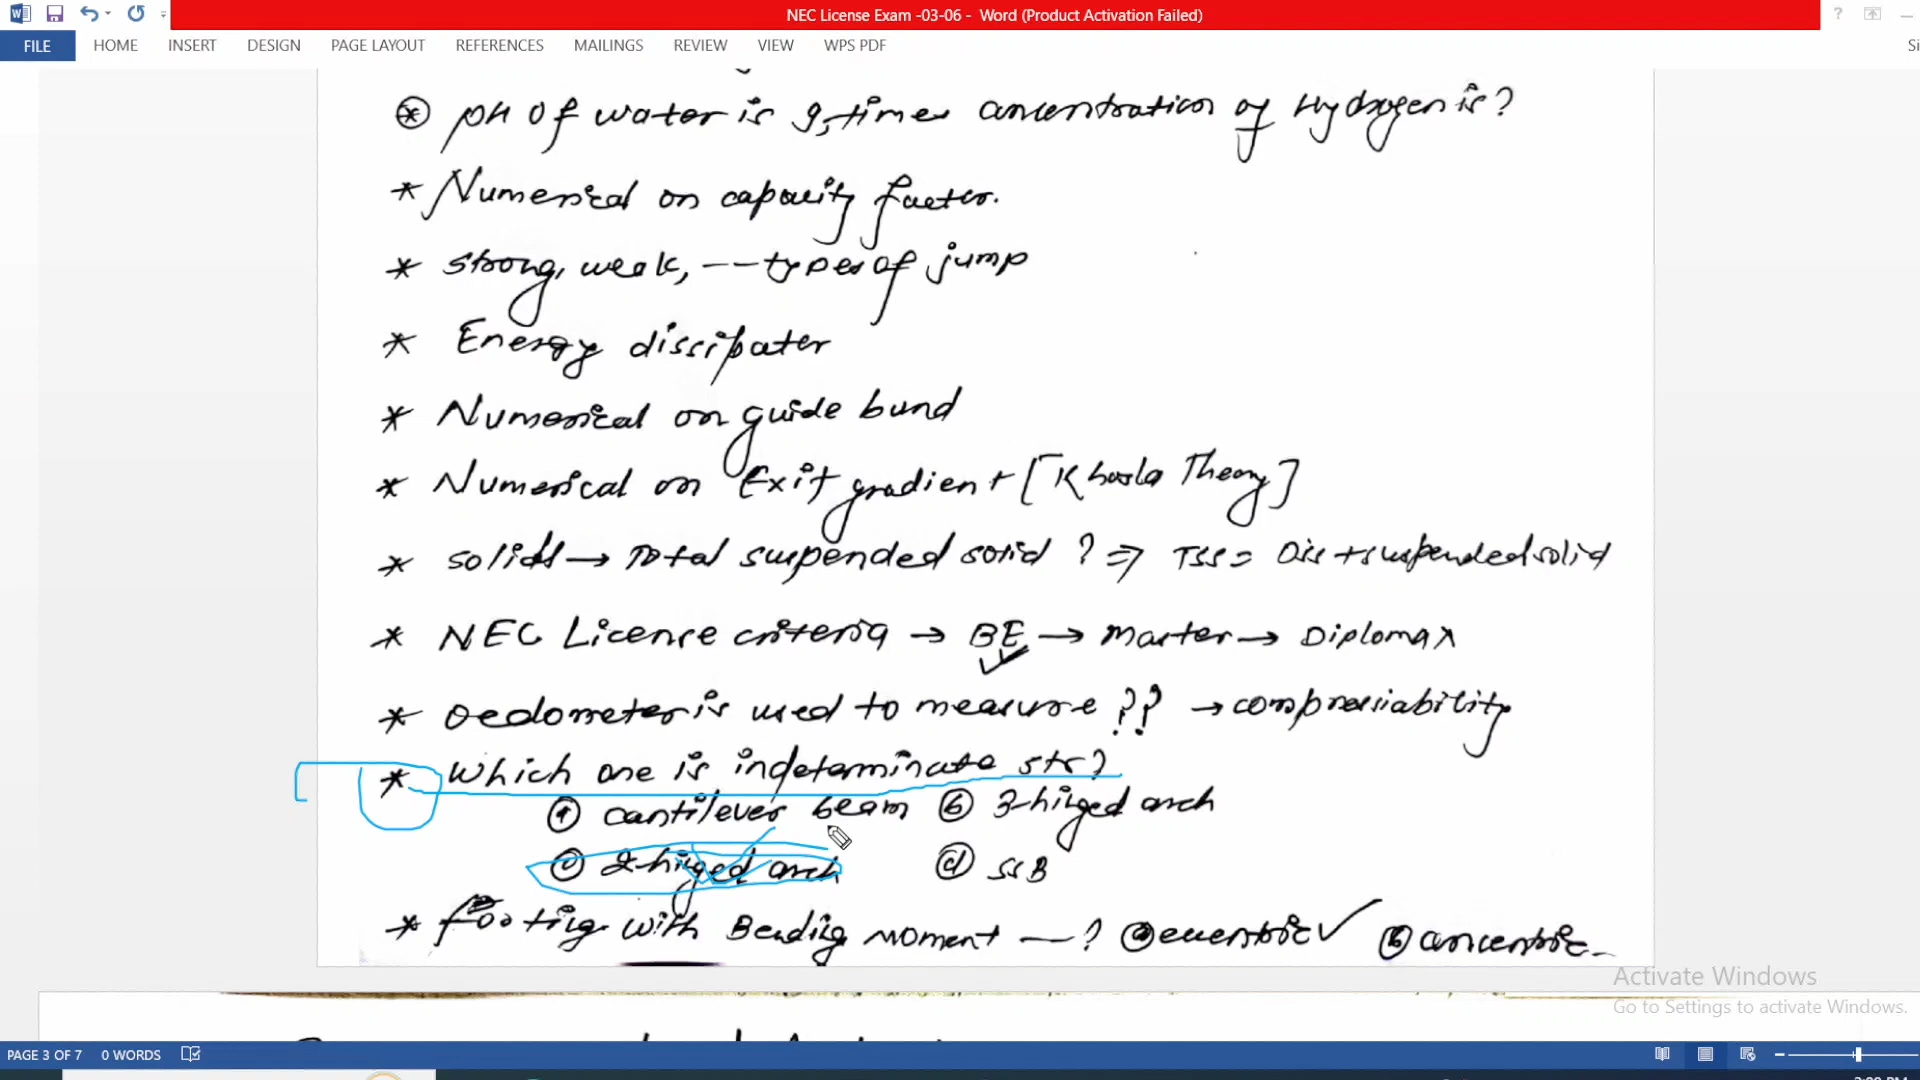 NEC License Exam -03-06 - Word (Product Activation Failed)
FILE HOME INSERT DESIGN PAGE LAYOUT REFERENCES MAILINGS REVIEW VIEW WPS PDF Si
⊛ pH of water is 9, times concentration of Hydrogen is?
* Numerical on capacity factor.
* strong, weak, -- types of jump
* Energy dissipater
* Numerical on guide bund
* Numerical on Exit gradient [Khosla Theory]
* solids → Total suspended solid ? ⇒ TSS = Diss + suspended solid
* NEC License criteria → BE → Master → Diploma x
* Oedometer is used to measure ?? → compressiability
* Which one is indeterminate str?
ⓐ cantilever beam ⓑ 3-hinged arch
ⓒ 2-hinged arch ⓓ SSB
* footing with Bending Moment — ? ⓐ eccentric ✓ ⓑ concentric
Activate Windows
Go to Settings to activate Windows.
PAGE 3 OF 7 0 WORDS